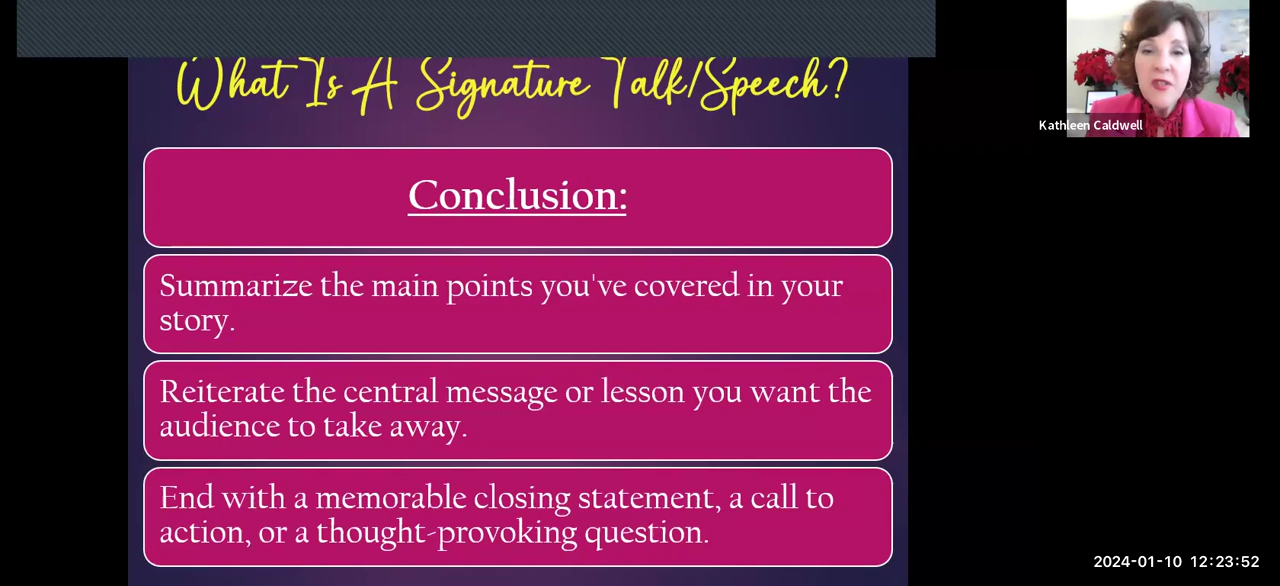 What Is A Signature Talk/Speech?
Kathleen Caldwell
Conclusion:
Summarize the main points you've covered in your
story.
Reiterate the central message or lesson you want the
audience to take away.
End with a memorable closing statement, a call to
action, or a thought-provoking question.
2024-01-10 12:23:52